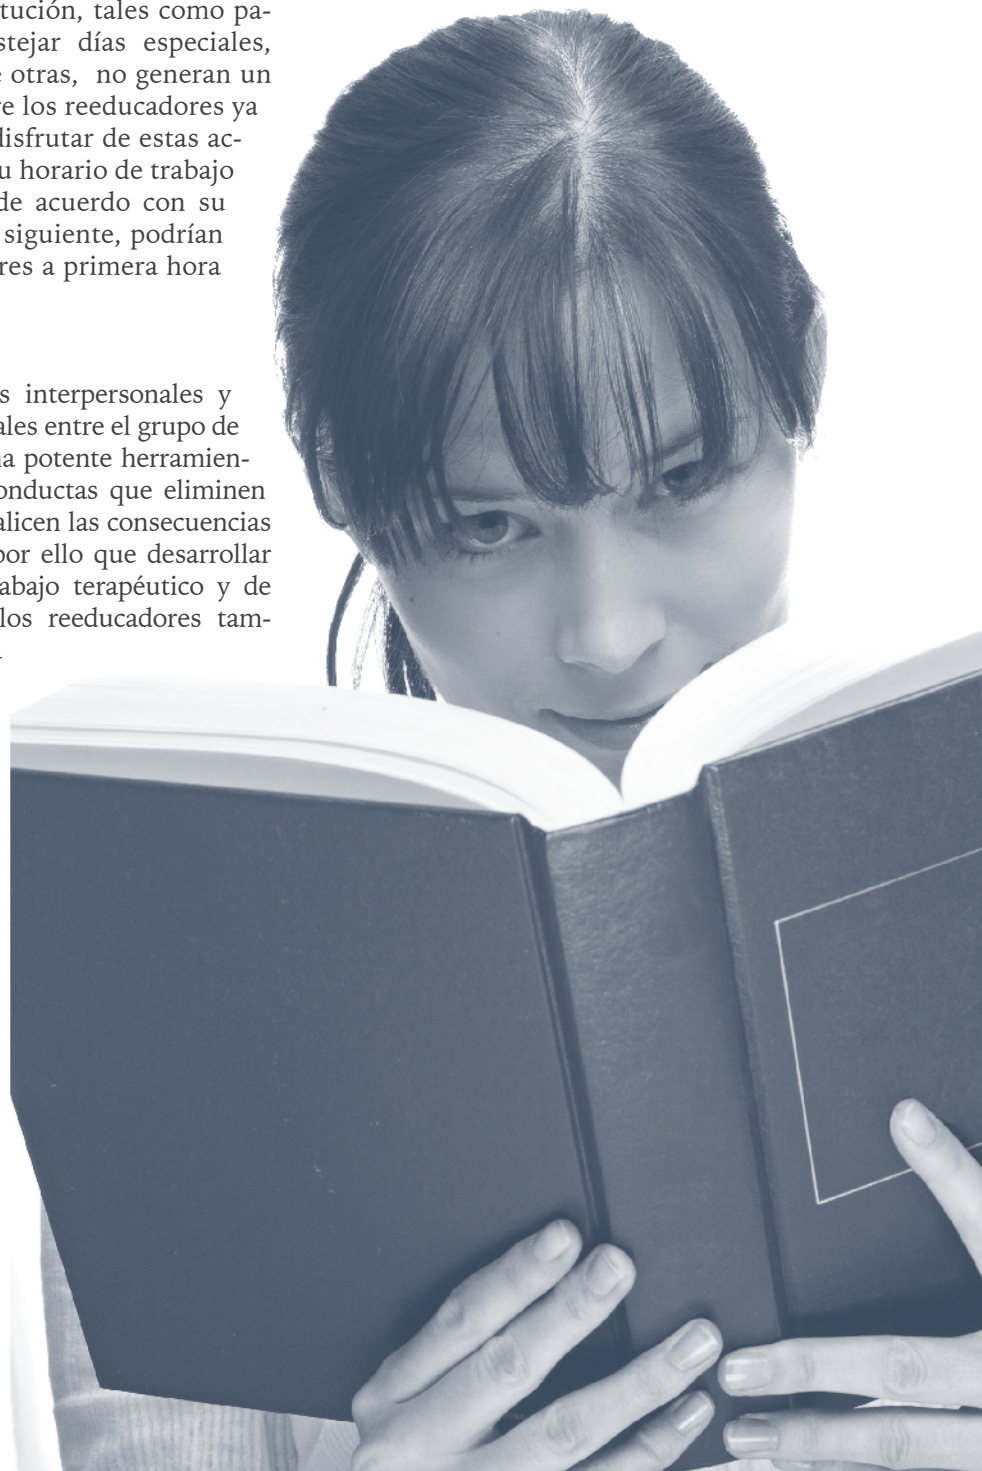 tución, tales como pa-
stejar días especiales,
e otras, no generan un
re los reeducadores ya
disfrutar de estas ac-
u horario de trabajo
de acuerdo con su
siguiente, podrían
res a primera hora
s interpersonales y
ales entre el grupo de
na potente herramien-
onductas que eliminen
alicen las consecuencias
por ello que desarrollar
abajo terapéutico y de
los reeducadores tam-